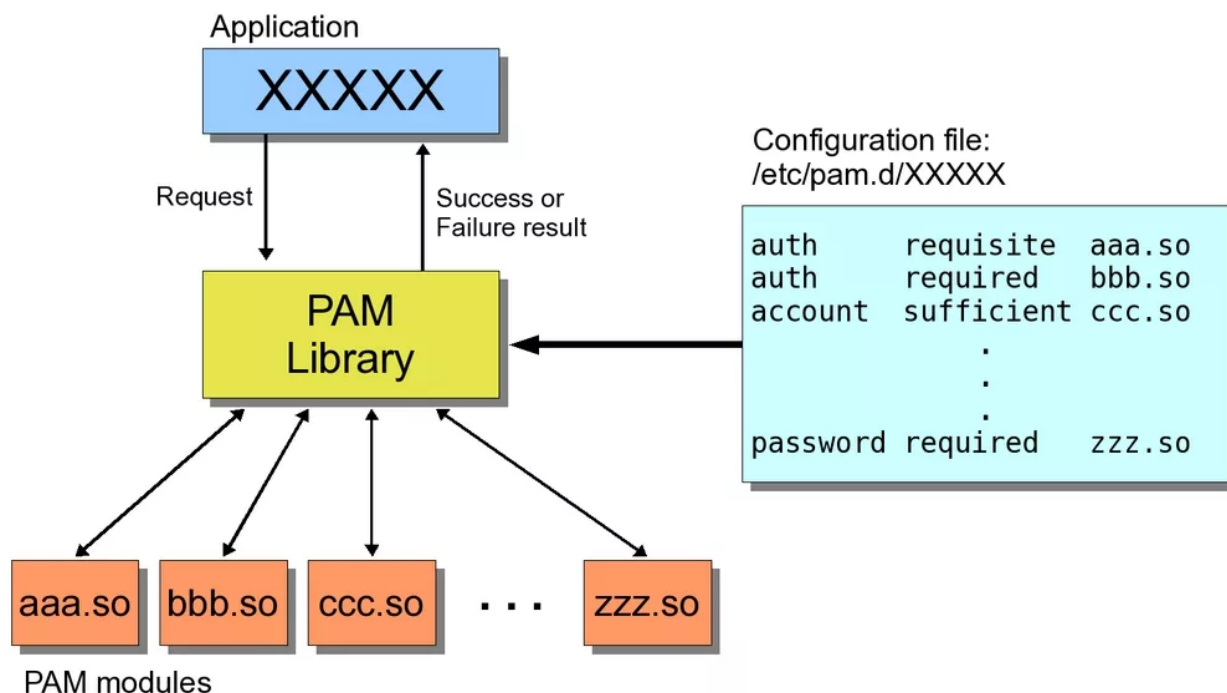 Application
XXXXX
Request
Success or
Failure result
PAM
Library
Configuration file:
/etc/pam.d/XXXXX
auth requisite aaa.so
auth required bbb.so
account sufficient ccc.so
.
.
.
password required zzz.so
aaa.so bbb.so ccc.so . . . zzz.so
PAM modules